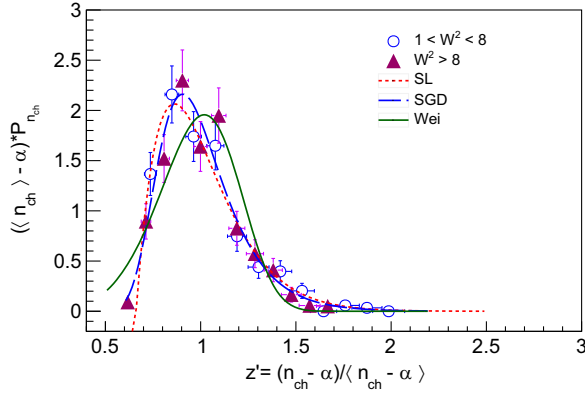 1 < W² < 8
W² > 8
SL
SGD
Wei
(⟨ n_ch ⟩ - α)*P_n_ch
3
2.5
2
1.5
1
0.5
0
0.5 1 1.5 2 2.5 3
z'= (n_ch - α)/⟨ n_ch - α ⟩